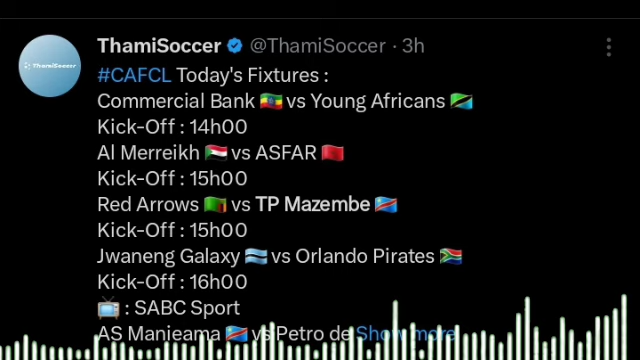 ThamiSoccer @ThamiSoccer · 3h
ThamiSoccer
#CAFCL Today's Fixtures :
Commercial Bank 🇪🇹 vs Young Africans 🇹🇿
Kick-Off : 14h00
Al Merreikh 🇸🇩 vs ASFAR 🇲🇦
Kick-Off : 15h00
Red Arrows 🇿🇲 vs TP Mazembe 🇨🇩
Kick-Off : 15h00
Jwaneng Galaxy 🇧🇼 vs Orlando Pirates 🇿🇦
Kick-Off : 16h00
📺 : SABC Sport
AS Manieama 🇨🇩 vs Petro de Show more